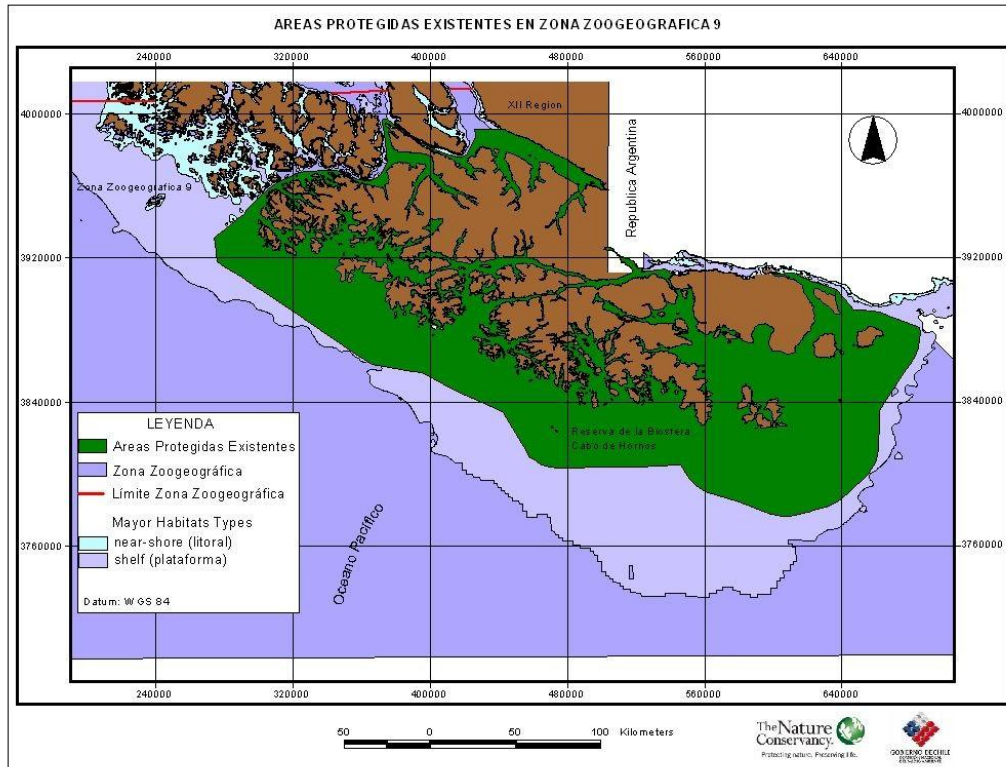 AREAS PROTEGIDAS EXISTENTES EN ZONA ZOOGEOGRAFICA 9
240000 320000 400000 480000 560000 640000
XII Region
4000000 4000000
Republica Argentina
Zona Zoogeografica 9
3920000 3920000
3840000 3840000
Reserva de la Biosfera
Cabo de Hornos
Oceano Pacifico
3760000 3760000
LEYENDA
Areas Protegidas Existentes
Zona Zoogeográfica
Límite Zona Zoogeográfica
Mayor Habitats Types
near-shore (litoral)
shelf (plataforma)
Datum: WGS 84
240000 320000 400000 480000 560000 640000
50 0 50 100 Kilometers
The Nature
Conservancy.
Protecting nature. Preserving life.
GOBIERNO DE CHILE